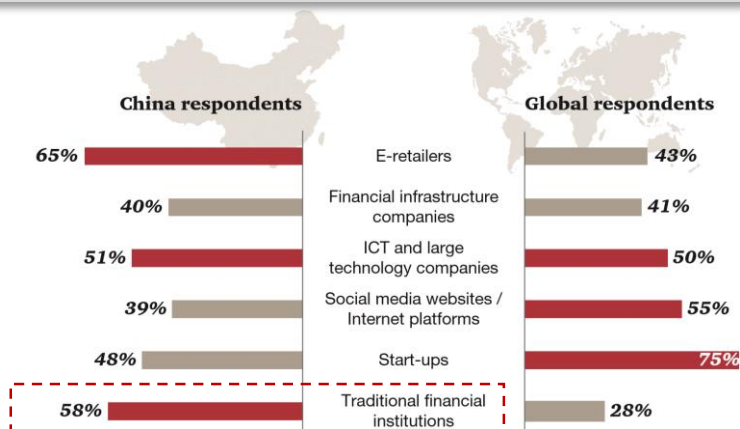 China respondents
Global respondents
65%
E-retailers
43%
40%
Financial infrastructure
companies
41%
51%
ICT and large
technology companies
50%
39%
Social media websites /
Internet platforms
55%
48%
Start-ups
75%
58%
Traditional financial
institutions
28%